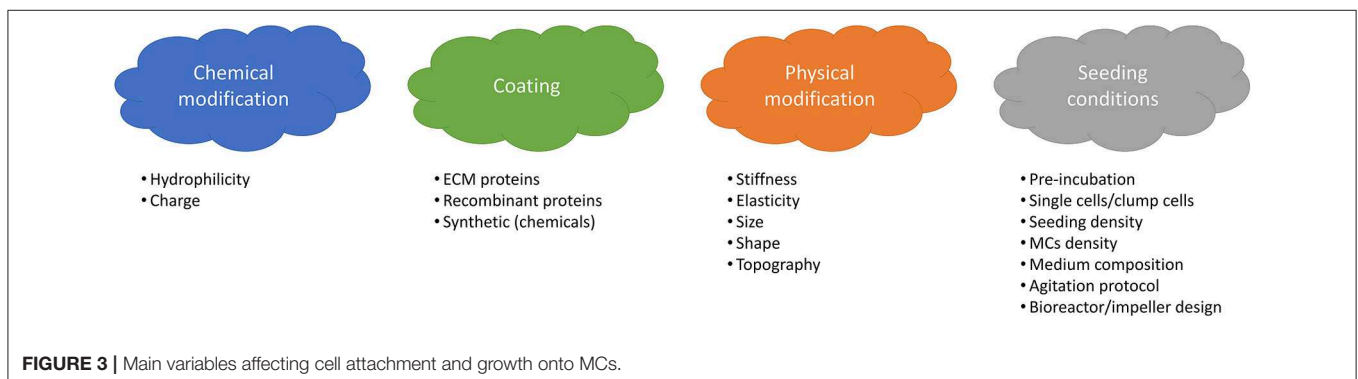 Chemical
modification
• Hydrophilicity
• Charge
Coating
• ECM proteins
• Recombinant proteins
• Synthetic (chemicals)
Physical
modification
• Stiffness
• Elasticity
• Size
• Shape
• Topography
Seeding
conditions
• Pre-incubation
• Single cells/clump cells
• Seeding density
• MCs density
• Medium composition
• Agitation protocol
• Bioreactor/impeller design
FIGURE 3 | Main variables affecting cell attachment and growth onto MCs.